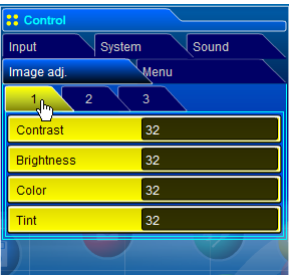 Control
Input System Sound
Image adj. Menu
1 2 3
Contrast 32
Brightness 32
Color 32
Tint 32